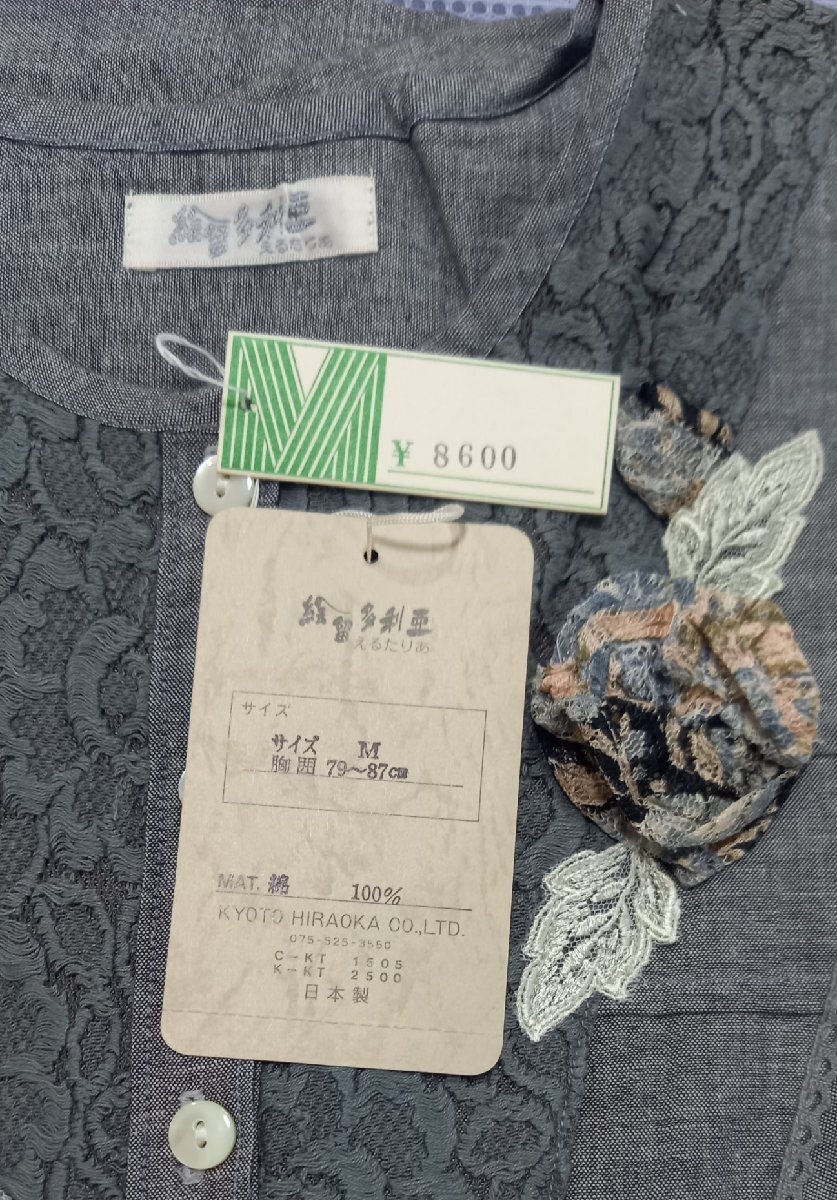 絵留多利亜
えるたりあ
M
¥ 8600
絵留多利亜
えるたりあ
サイズ
サイズ M
胸囲 79〜87cm
MAT. 綿 100%
KYOTO HIRAOKA CO.,LTD.
075-525-3550
C-KT 1505
K-KT 2500
日本製